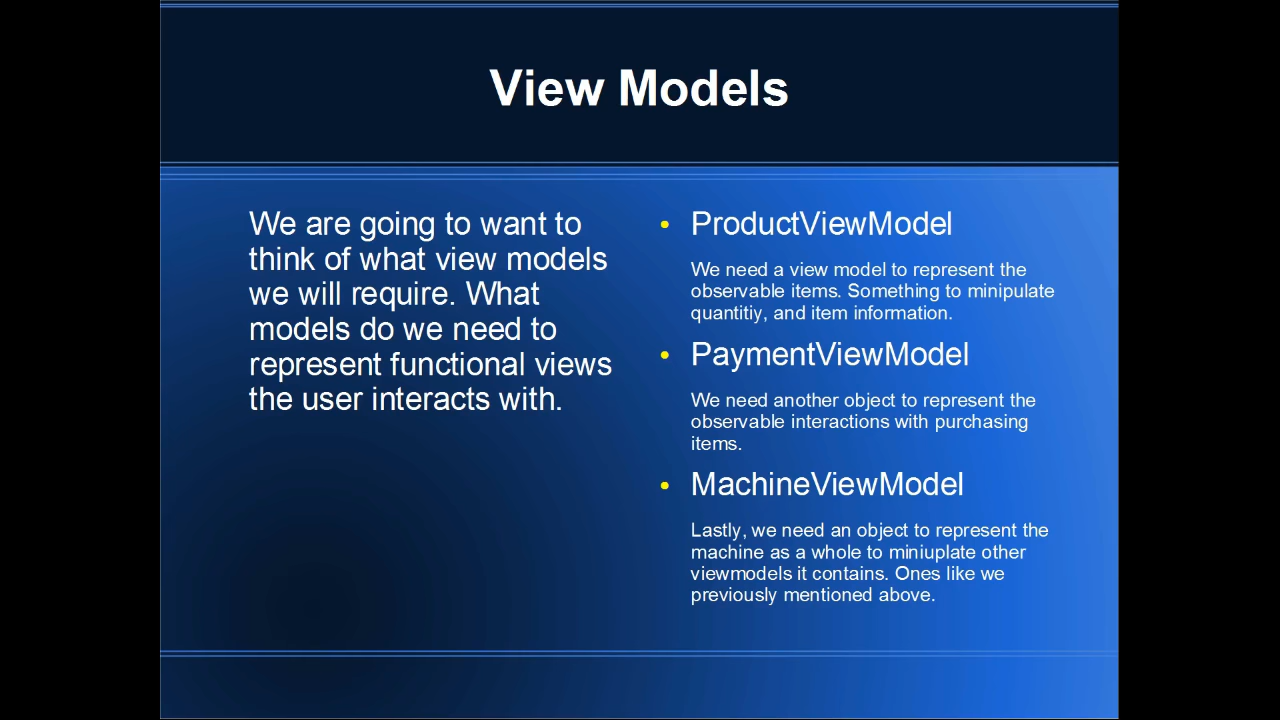 View Models
We are going to want to
think of what view models
we will require. What
models do we need to
represent functional views
the user interacts with.
• ProductViewModel
We need a view model to represent the
observable items. Something to minipulate
quantitiy, and item information.
• PaymentViewModel
We need another object to represent the
observable interactions with purchasing
items.
• MachineViewModel
Lastly, we need an object to represent the
machine as a whole to miniuplate other
viewmodels it contains. Ones like we
previously mentioned above.